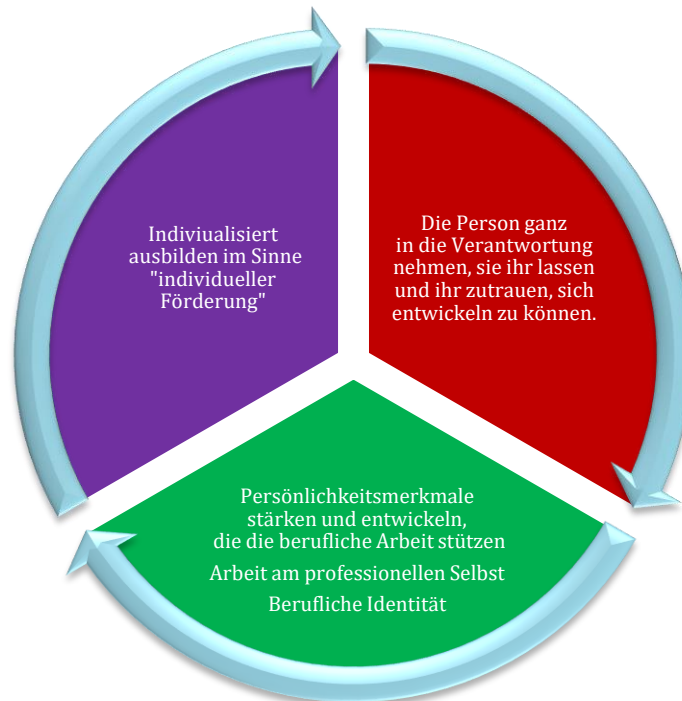 Indiviualisiert
ausbilden im Sinne
"individueller
Förderung"
Die Person ganz
in die Verantwortung
nehmen, sie ihr lassen
und ihr zutrauen, sich
entwickeln zu können.
Persönlichkeitsmerkmale
stärken und entwickeln,
die die berufliche Arbeit stützen
Arbeit am professionellen Selbst
Berufliche Identität